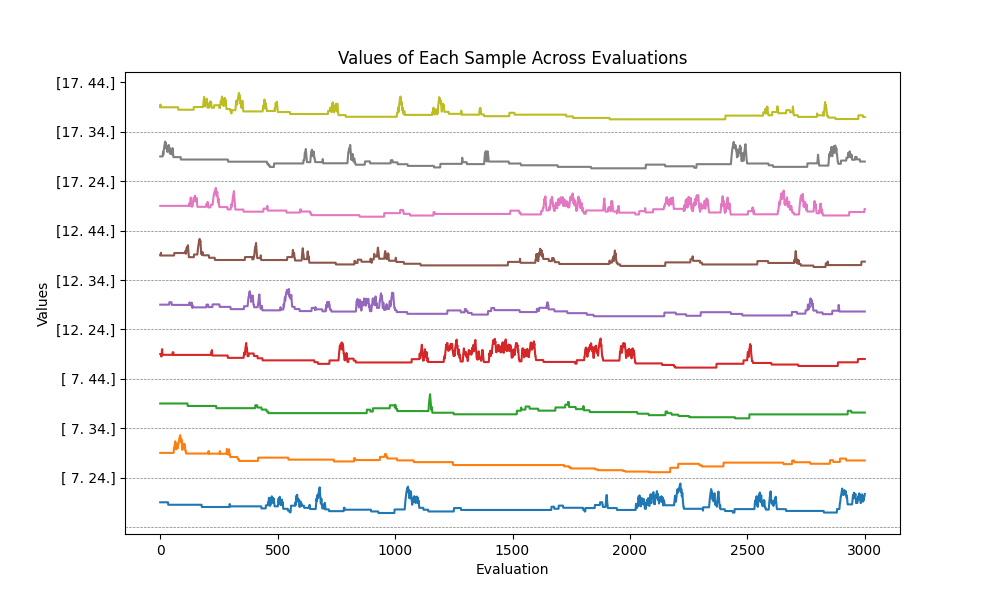 Values of Each Sample Across Evaluations
[17. 44.]
[17. 34.]
[17. 24.]
[12. 44.]
[12. 34.]
[12. 24.]
[ 7. 44.]
[ 7. 34.]
[ 7. 24.]
Values
0 500 1000 1500 2000 2500 3000
Evaluation